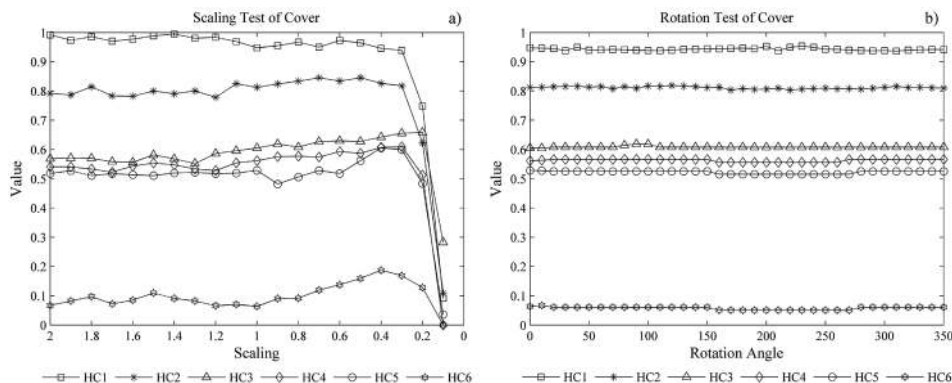 Scaling Test of Cover
a)
1
0.9
0.8
0.7
0.6
0.5
0.4
0.3
0.2
0.1
0
Value
2 1.8 1.6 1.4 1.2 1 0.8 0.6 0.4 0.2 0
Scaling
HC1 HC2 HC3 HC4 HC5 HC6
Rotation Test of Cover
b)
1
0.9
0.8
0.7
0.6
0.5
0.4
0.3
0.2
0.1
0
Value
0 50 100 150 200 250 300 350
Rotation Angle
HC1 HC2 HC3 HC4 HC5 HC6